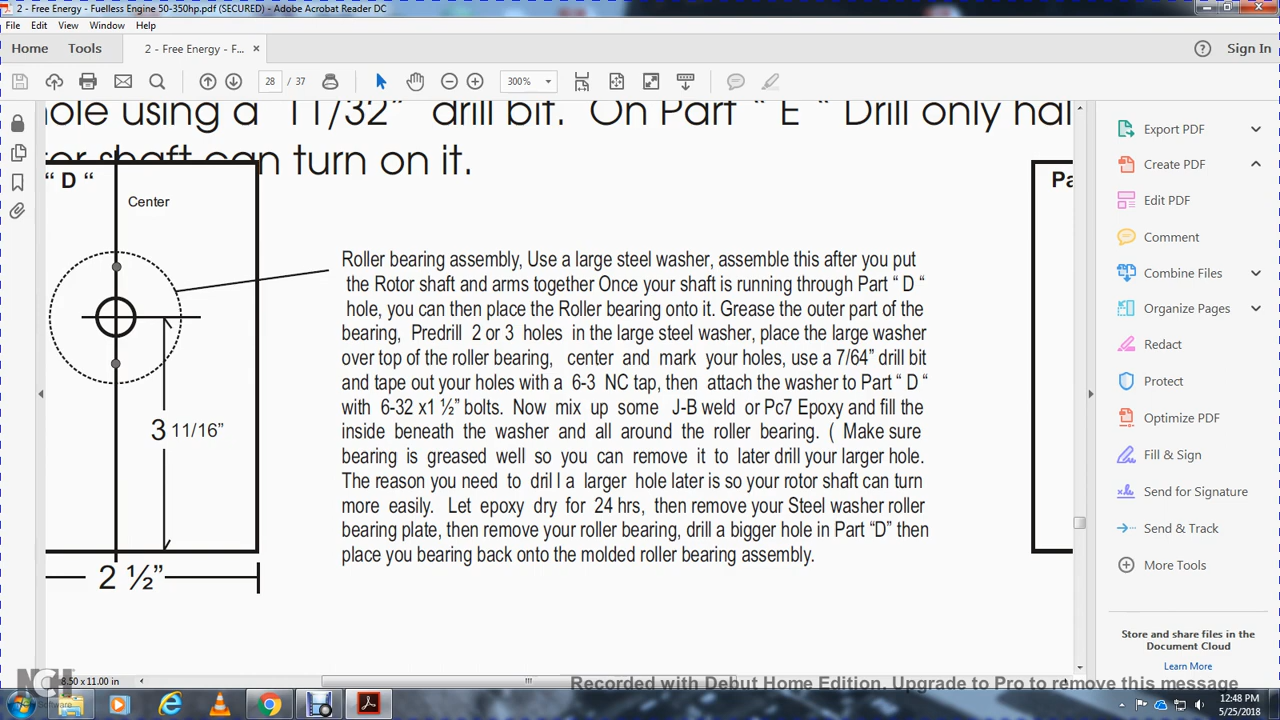 2 - Free Energy - Fuelless Engine 50-350hp.pdf (SECURED) - Adobe Acrobat Reader DC
File Edit View Window Help
Home Tools 2 - Free Energy - F... × Sign In
28 / 37 300%
hole using a 11/32” drill bit. On Part “ E “ Drill only hal
tor shaft can turn on it.
“ D “
Center
3 11/16”
2 ½”
Roller bearing assembly, Use a large steel washer, assemble this after you put
the Rotor shaft and arms together Once your shaft is running through Part “ D “
hole, you can then place the Roller bearing onto it. Grease the outer part of the
bearing, Predrill 2 or 3 holes in the large steel washer, place the large washer
over top of the roller bearing, center and mark your holes, use a 7/64” drill bit
and tape out your holes with a 6-3 NC tap, then attach the washer to Part “ D “
with 6-32 x1 ½” bolts. Now mix up some J-B weld or Pc7 Epoxy and fill the
inside beneath the washer and all around the roller bearing. ( Make sure
bearing is greased well so you can remove it to later drill your larger hole.
The reason you need to dril l a larger hole later is so your rotor shaft can turn
more easily. Let epoxy dry for 24 hrs, then remove your Steel washer roller
bearing plate, then remove your roller bearing, drill a bigger hole in Part “D” then
place you bearing back onto the molded roller bearing assembly.
Pa
Export PDF
Create PDF
Edit PDF
Comment
Combine Files
Organize Pages
Redact
Protect
Optimize PDF
Fill & Sign
Send for Signature
Send & Track
More Tools
Store and share files in the
Document Cloud
Learn More
8.50 x 11.00 in
NCH
Software
Recorded with Debut Home Edition. Upgrade to Pro to remove this message
12:48 PM
5/25/2018